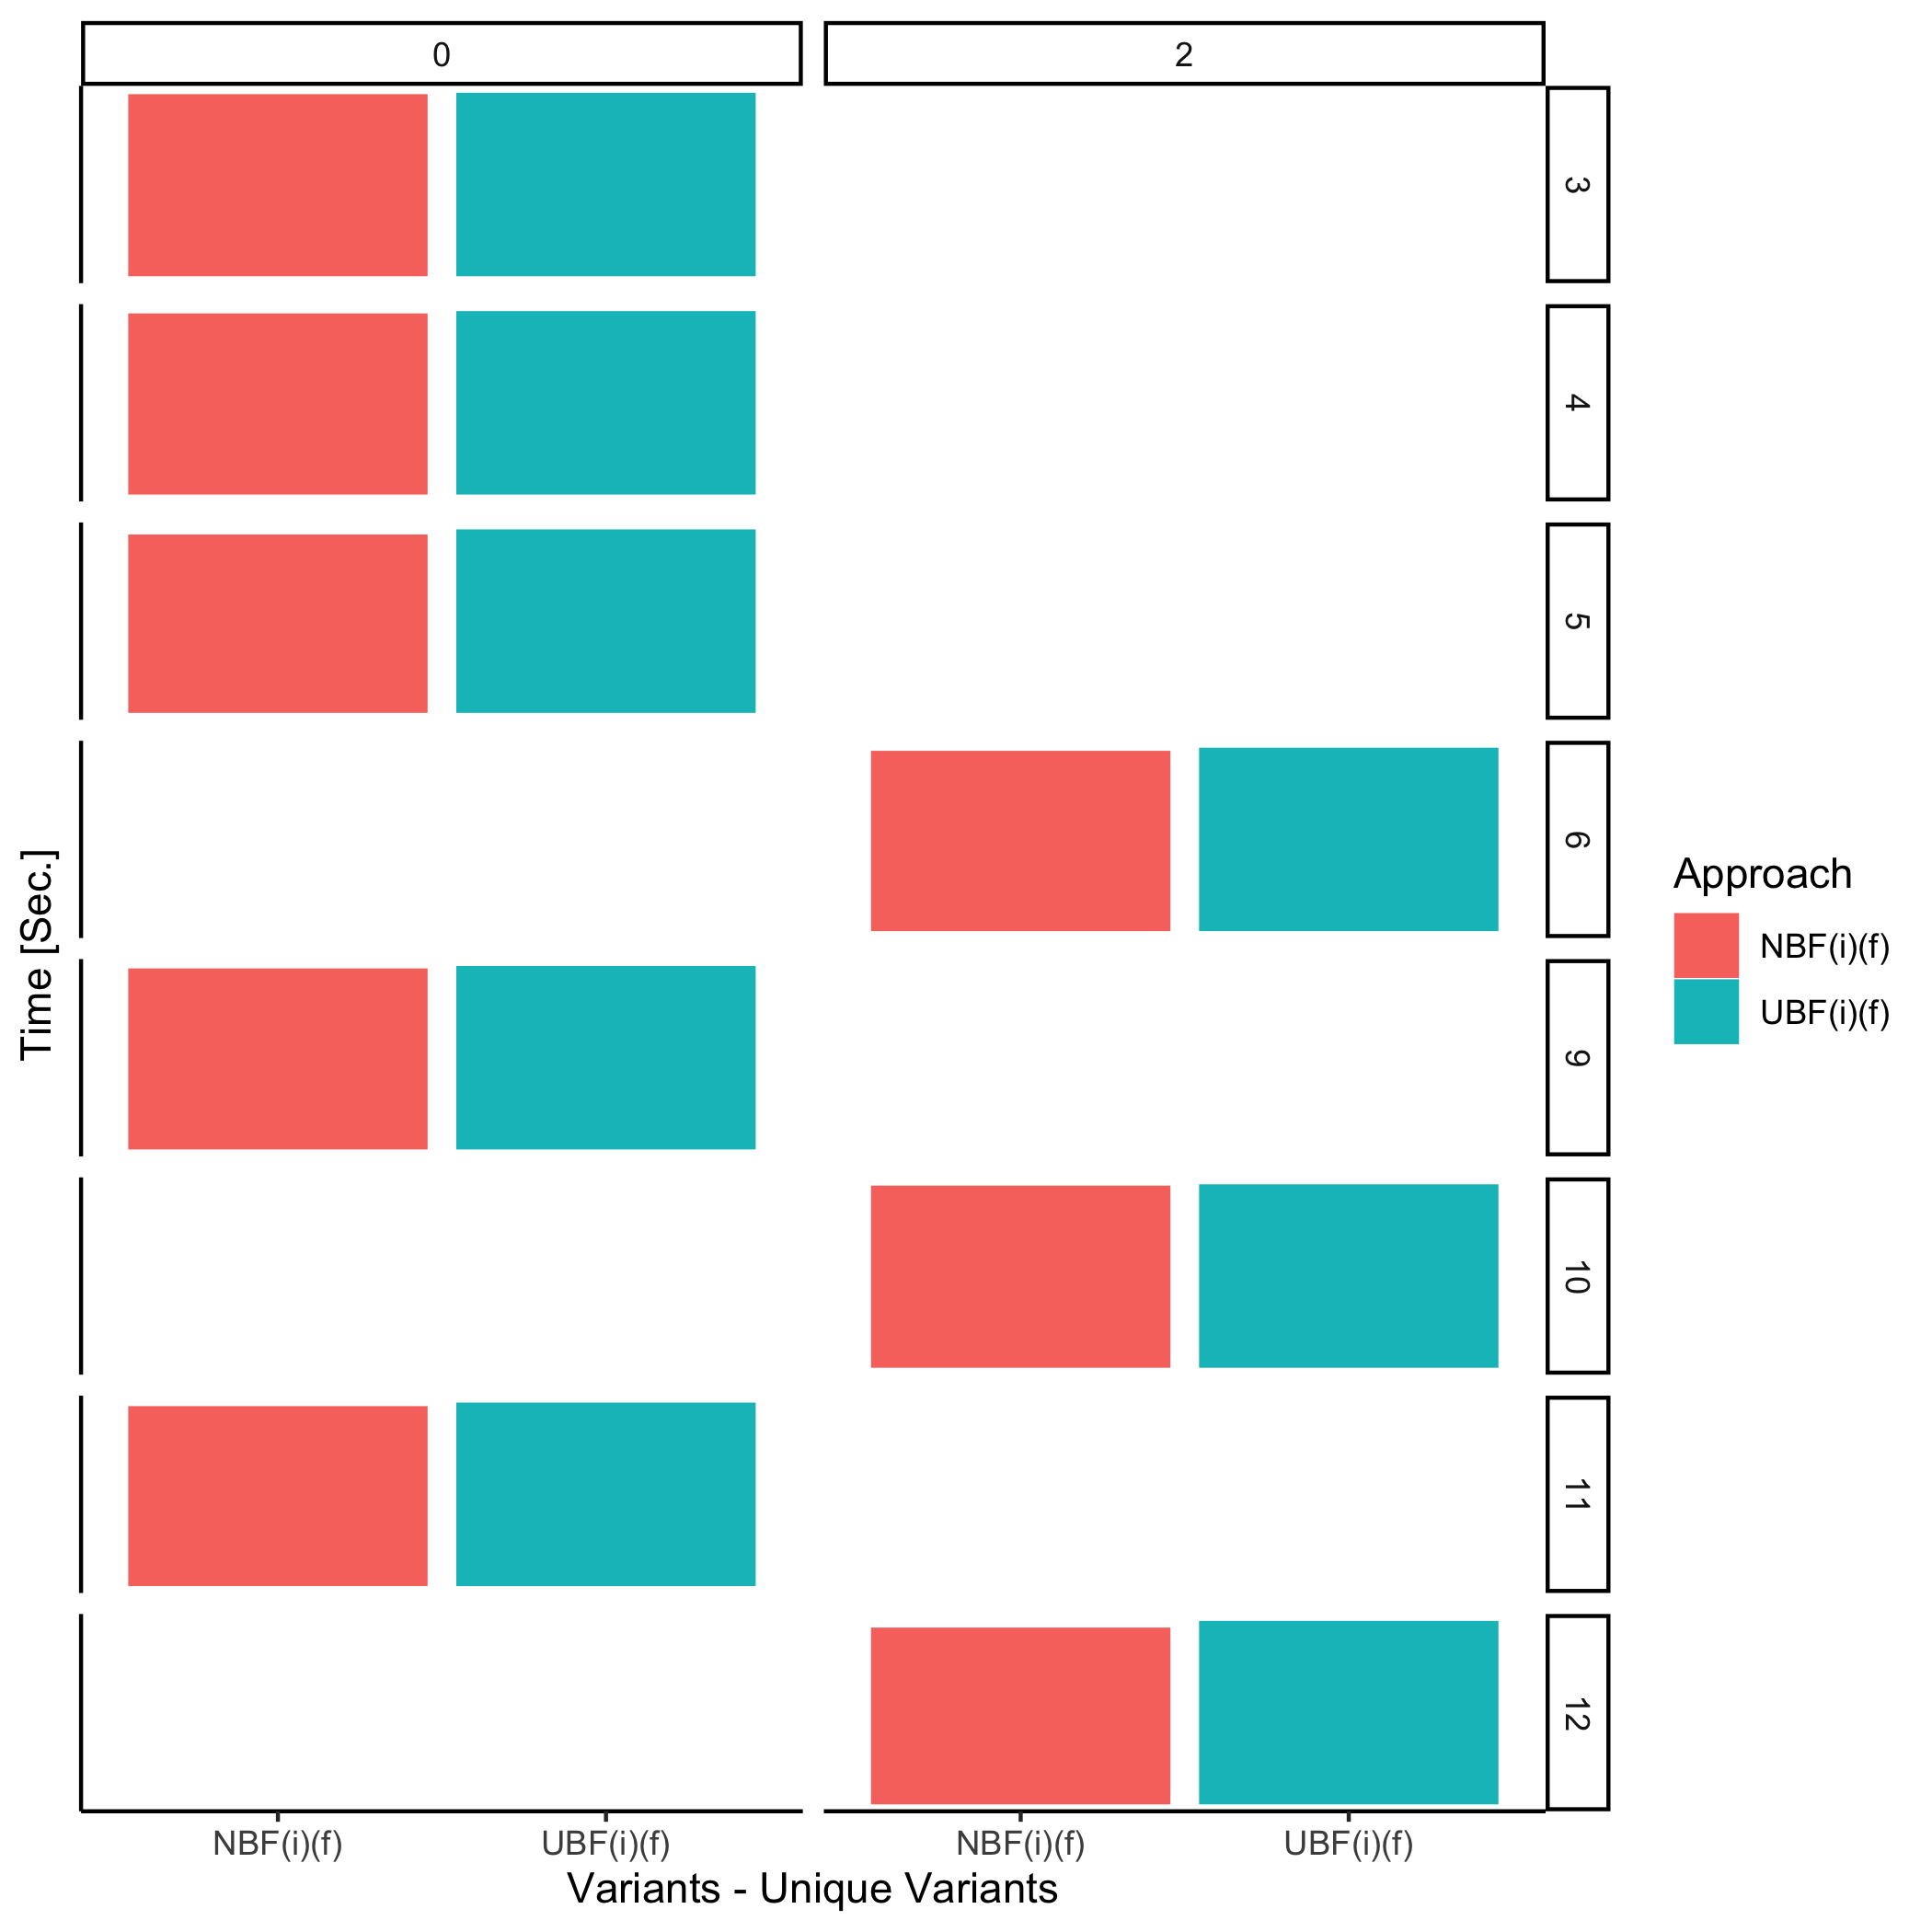 0
2
3
4
5
6
9
10
11
12
Time [Sec.]
NBF(i)(f)
UBF(i)(f)
NBF(i)(f)
UBF(i)(f)
Variants - Unique Variants
Approach
NBF(i)(f)
UBF(i)(f)